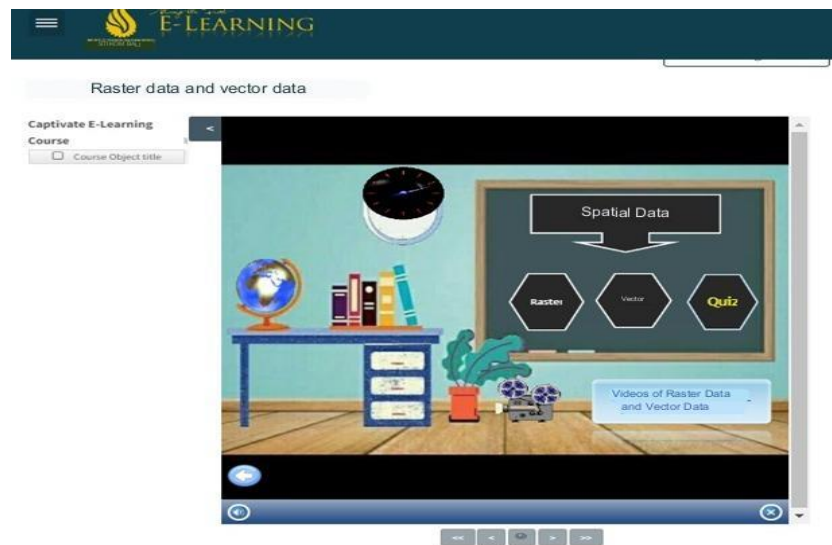 E-LEARNING
Raster data and vector data
Captivate E-Learning
Course
<
Course Object title
Spatial Data
Raster
Vector
Quiz
Videos of Raster Data
and Vector Data
<< < > >>